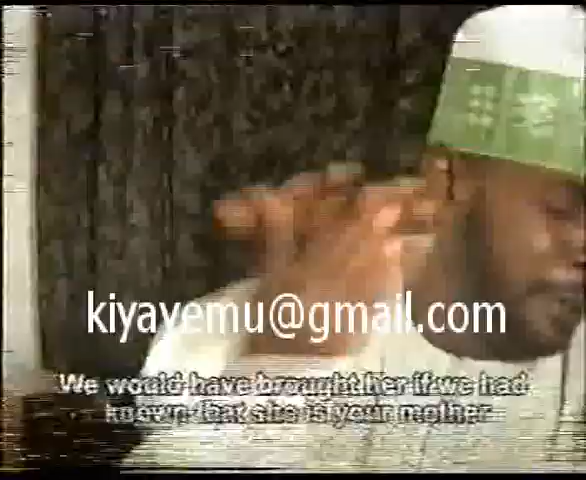 kiyayemu@gmail.com
We would have brought her if we had
known that she is your mother